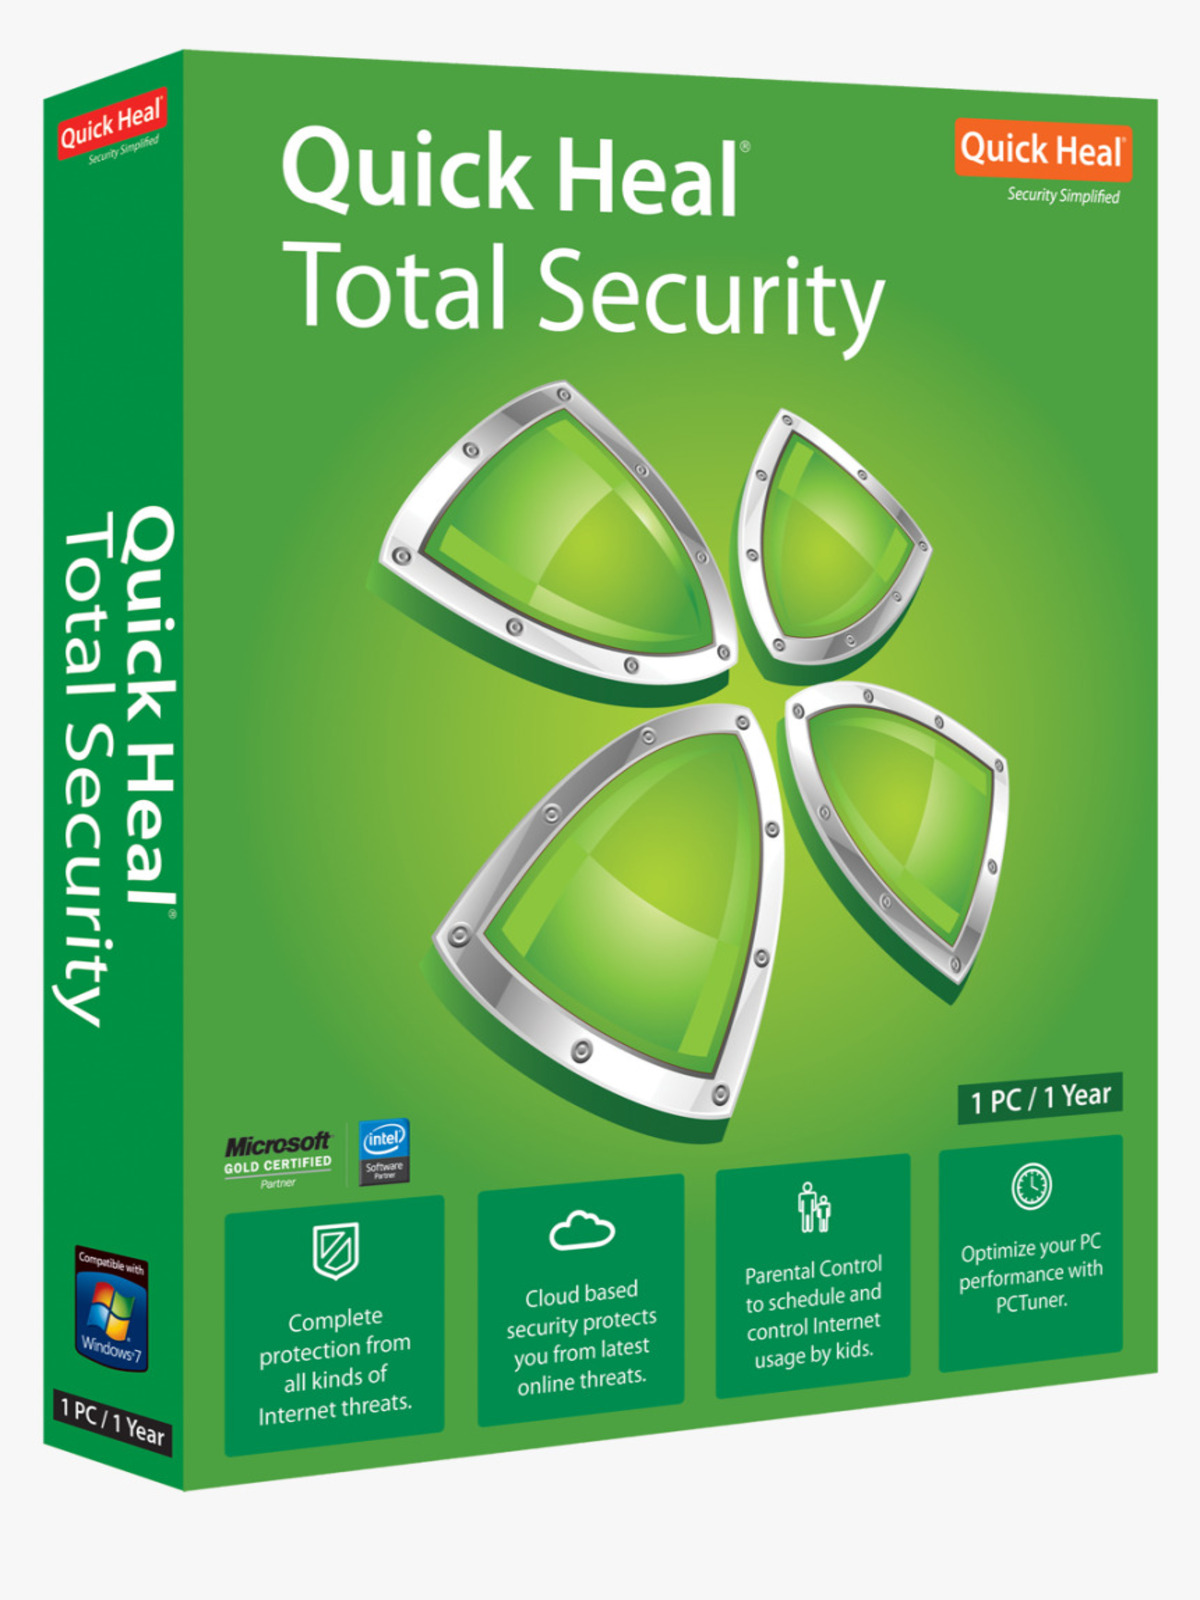 Quick Heal®
Security Simplified
Quick Heal®
Total Security
Compatible with
Windows® 7
1 PC / 1 Year
Quick Heal®
Total Security
Quick Heal®
Security Simplified
1 PC / 1 Year
Microsoft
GOLD CERTIFIED
Partner
intel
Software
Partner
Complete
protection from
all kinds of
Internet threats.
Cloud based
security protects
you from latest
online threats.
Parental Control
to schedule and
control Internet
usage by kids.
Optimize your PC
performance with
PCTuner.